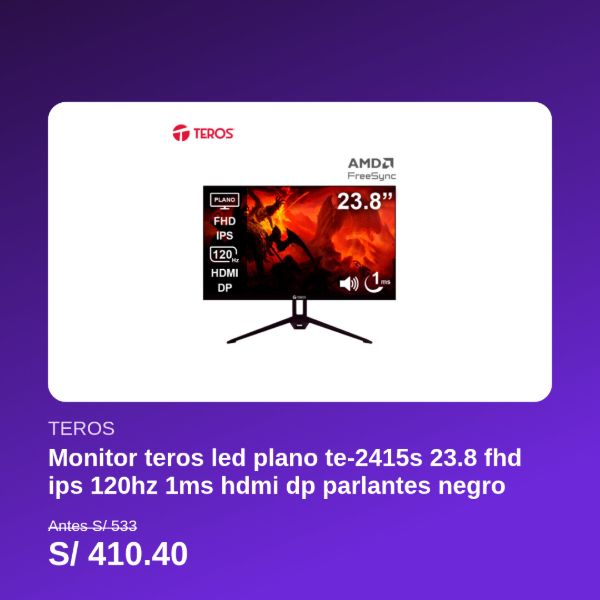 TEROS
AMD
FreeSync
PLANO
23.8”
FHD
IPS
120Hz
HDMI
DP
1ms
TEROS
Monitor teros led plano te-2415s 23.8 fhd
ips 120hz 1ms hdmi dp parlantes negro
Antes S/ 533
S/ 410.40